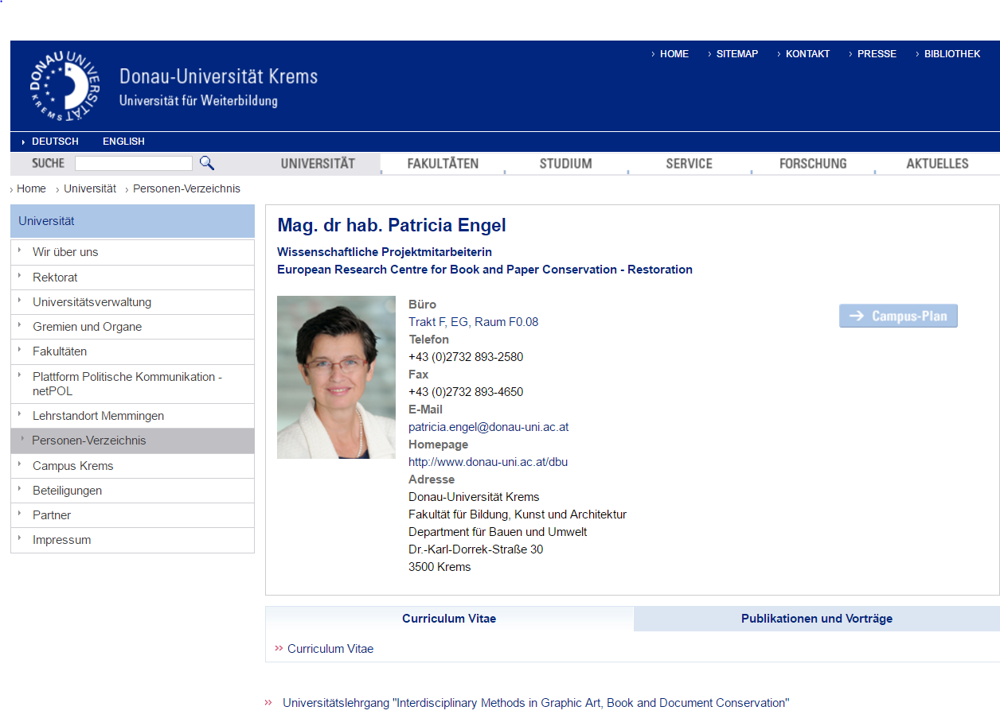 DONAU UNIVERSITÄT KREMS
Donau-Universität Krems
Universität für Weiterbildung
HOME SITEMAP KONTAKT PRESSE BIBLIOTHEK
DEUTSCH ENGLISH
SUCHE UNIVERSITÄT FAKULTÄTEN STUDIUM SERVICE FORSCHUNG AKTUELLES
Home Universität Personen-Verzeichnis
Universität
Wir über uns
Rektorat
Universitätsverwaltung
Gremien und Organe
Fakultäten
Plattform Politische Kommunikation -
netPOL
Lehrstandort Memmingen
Personen-Verzeichnis
Campus Krems
Beteiligungen
Partner
Impressum
Mag. dr hab. Patricia Engel
Wissenschaftliche Projektmitarbeiterin
European Research Centre for Book and Paper Conservation - Restoration
Büro
Trakt F, EG, Raum F0.08
Telefon
+43 (0)2732 893-2580
Fax
+43 (0)2732 893-4650
E-Mail
patricia.engel@donau-uni.ac.at
Homepage
http://www.donau-uni.ac.at/dbu
Adresse
Donau-Universität Krems
Fakultät für Bildung, Kunst und Architektur
Department für Bauen und Umwelt
Dr.-Karl-Dorrek-Straße 30
3500 Krems
Campus-Plan
Curriculum Vitae Publikationen und Vorträge
Curriculum Vitae
Universitätslehrgang "Interdisciplinary Methods in Graphic Art, Book and Document Conservation"